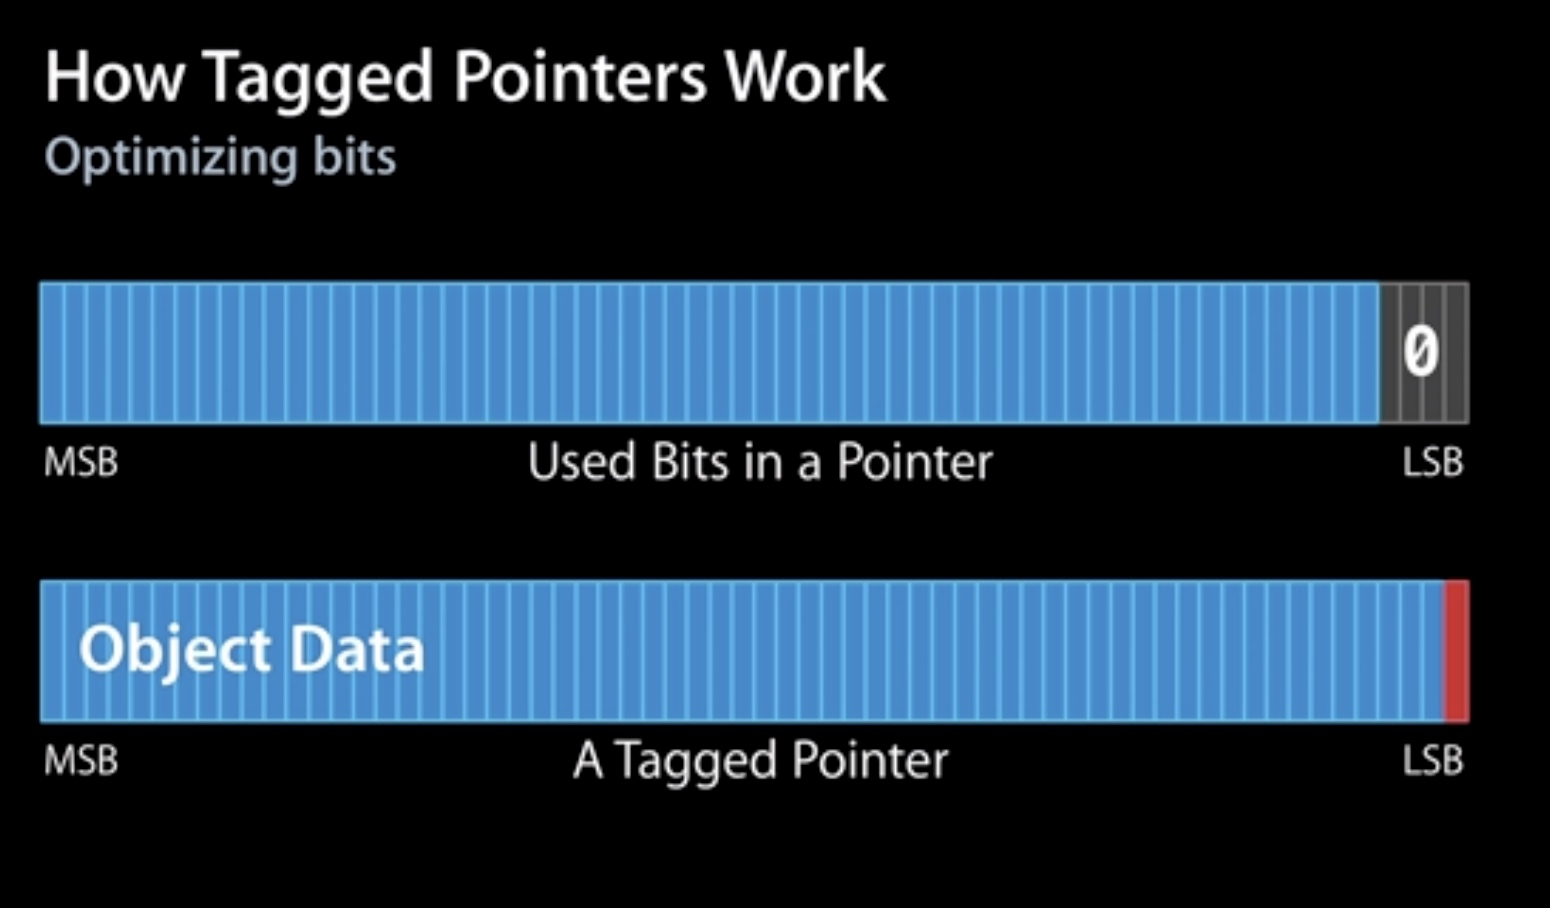 How Tagged Pointers Work
Optimizing bits
0
MSB Used Bits in a Pointer LSB
Object Data
MSB A Tagged Pointer LSB